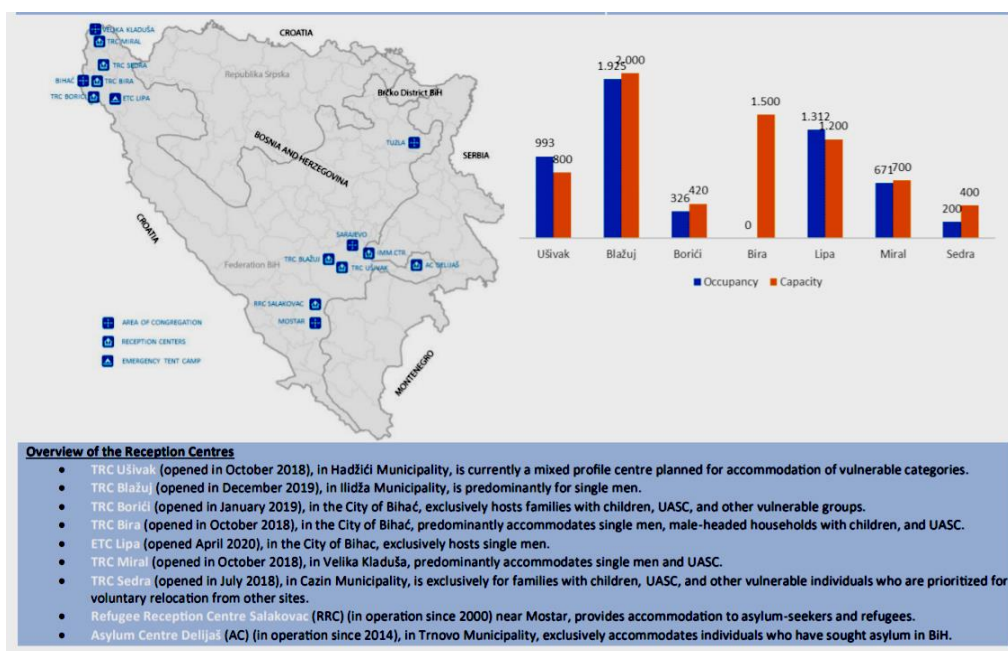 VELIKA KLADUŠA
TRC MIRAL
TRC SEDRA
BIHAĆ
TRC BIRA
TRC BORIĆI
ETC LIPA
CROATIA
Republika Srpska
Brčko District BiH
BOSNIA AND HERZEGOVINA
TUZLA
SERBIA
CROATIA
SARAJEVO
TRC BLAŽUJ
IMM.CTR.
TRC UŠIVAK
AC DELIJAŠ
Federation BiH
RRC SALAKOVAC
MOSTAR
MONTENEGRO
AREA OF CONGREGATION
RECEPTION CENTERS
EMERGENCY TENT CAMP
993
800
1.925
2.000
326
420
0
1.500
1.312
1.200
671
700
200
400
Ušivak Blažuj Borići Bira Lipa Miral Sedra
Occupancy Capacity
Overview of the Reception Centres
• TRC Ušivak (opened in October 2018), in Hadžići Municipality, is currently a mixed profile centre planned for accommodation of vulnerable categories.
• TRC Blažuj (opened in December 2019), in Ilidža Municipality, is predominantly for single men.
• TRC Borići (opened in January 2019), in the City of Bihać, exclusively hosts families with children, UASC, and other vulnerable groups.
• TRC Bira (opened in October 2018), in the City of Bihać, predominantly accommodates single men, male-headed households with children, and UASC.
• ETC Lipa (opened April 2020), in the City of Bihac, exclusively hosts single men.
• TRC Miral (opened in October 2018), in Velika Kladuša, predominantly accommodates single men and UASC.
• TRC Sedra (opened in July 2018), in Cazin Municipality, is exclusively for families with children, UASC, and other vulnerable individuals who are prioritized for
voluntary relocation from other sites.
• Refugee Reception Centre Salakovac (RRC) (in operation since 2000) near Mostar, provides accommodation to asylum-seekers and refugees.
• Asylum Centre Delijaš (AC) (in operation since 2014), in Trnovo Municipality, exclusively accommodates individuals who have sought asylum in BiH.